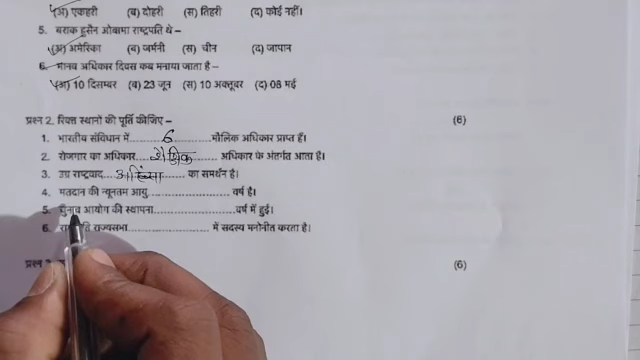 (अ) एकहरी (ब) दोहरी (स) तिहरी (द) कोई नहीं।
5. बराक हुसैन ओबामा राष्ट्रपति थे –
(अ) अमेरिका (ब) जर्मनी (स) चीन (द) जापान
6. मानव अधिकार दिवस कब मनाया जाता है –
(अ) 10 दिसम्बर (ब) 23 जून (स) 10 अक्तूबर (द) 08 मई
प्रश्न 2. रिक्त स्थानों की पूर्ति कीजिए – (6)
1. भारतीय संविधान में ........6........ मौलिक अधिकार प्राप्त हैं।
2. रोजगार का अधिकार.... ........ अधिकार के अंतर्गत आता है।
3. उग्र राष्ट्रवाद.... ........ का समर्थन है।
4. मतदान की न्यूनतम आयु........................ वर्ष है।
5. चुनाव आयोग की स्थापना........................वर्ष में हुई।
6. राज्यसभा ........................ में सदस्य मनोनीत करता है।
प्रश्न (6)